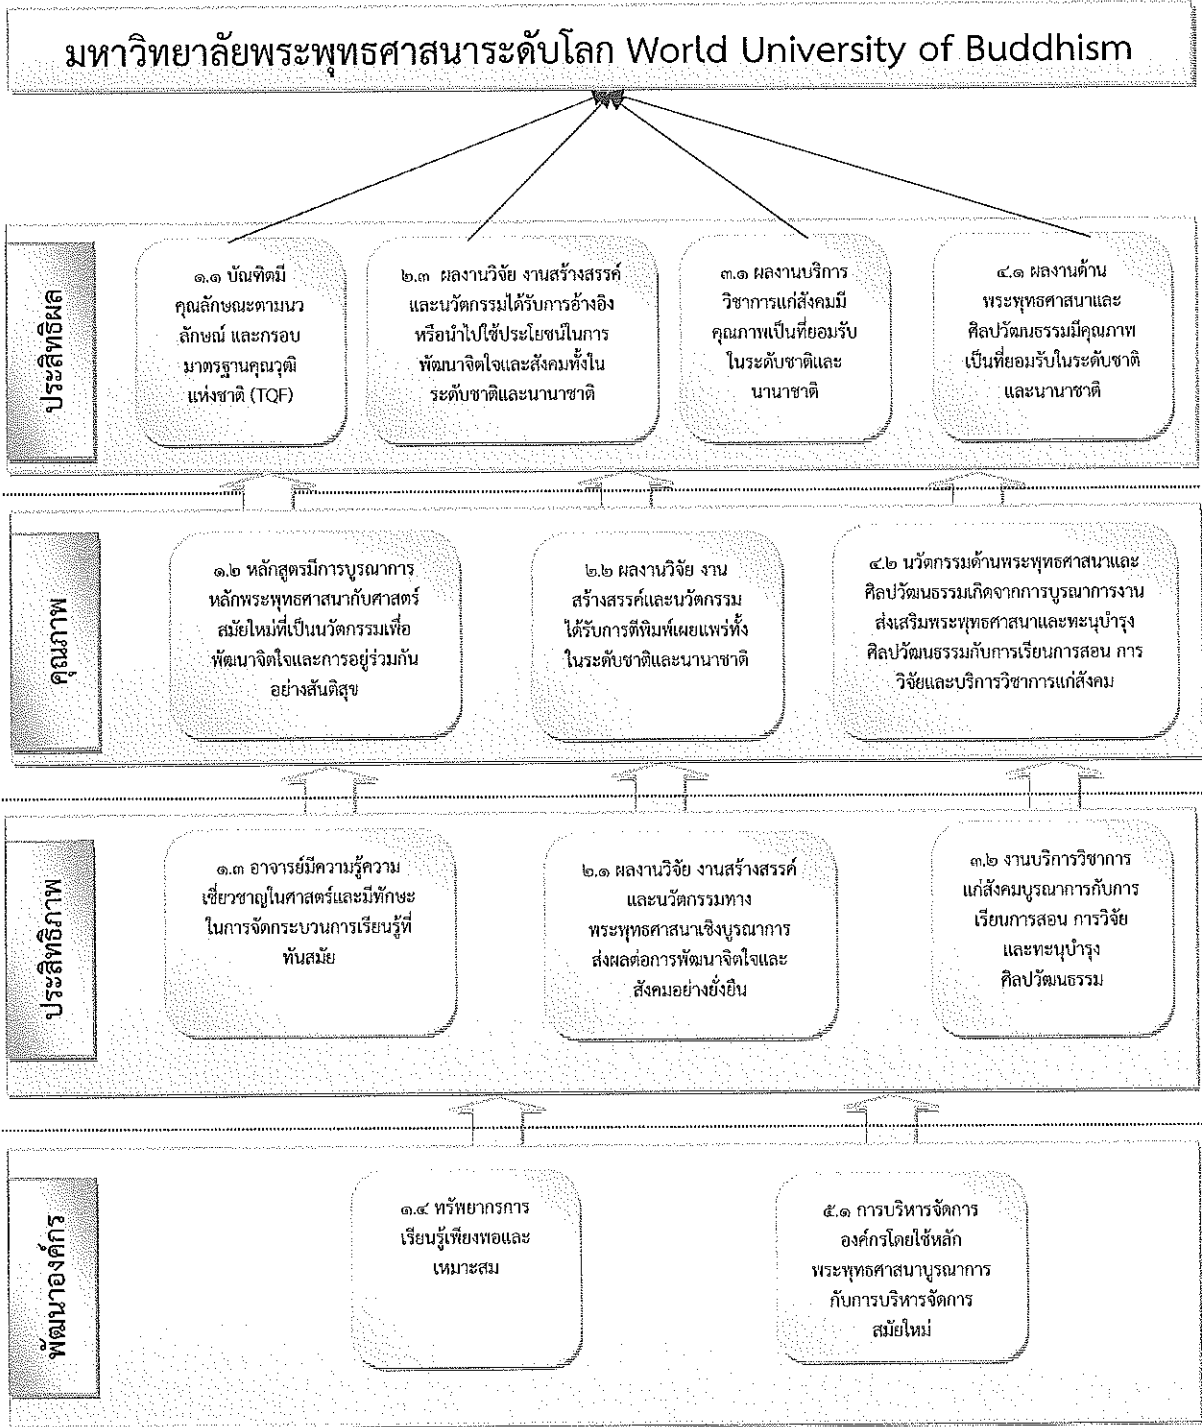 มหาวิทยาลัยพระพุทธศาสนาระดับโลก World University of Buddhism
ประสิทธิผล
๑.๑ บัณฑิตมี
คุณลักษณะตามนว
ลักษณ์ และกรอบ
มาตรฐานคุณวุฒิ
แห่งชาติ (TQF)
๒.๓ ผลงานวิจัย งานสร้างสรรค์
และนวัตกรรมได้รับการอ้างอิง
หรือนำไปใช้ประโยชน์ในการ
พัฒนาจิตใจและสังคมทั้งใน
ระดับชาติและนานาชาติ
๓.๑ ผลงานบริการ
วิชาการแก่สังคมมี
คุณภาพเป็นที่ยอมรับ
ในระดับชาติและ
นานาชาติ
๔.๑ ผลงานด้าน
พระพุทธศาสนาและ
ศิลปวัฒนธรรมมีคุณภาพ
เป็นที่ยอมรับในระดับชาติ
และนานาชาติ
คุณภาพ
๑.๒ หลักสูตรมีการบูรณาการ
หลักพระพุทธศาสนากับศาสตร์
สมัยใหม่ที่เป็นนวัตกรรมเพื่อ
พัฒนาจิตใจและการอยู่ร่วมกัน
อย่างสันติสุข
๒.๒ ผลงานวิจัย งาน
สร้างสรรค์และนวัตกรรม
ได้รับการตีพิมพ์เผยแพร่ทั้ง
ในระดับชาติและนานาชาติ
๔.๒ นวัตกรรมด้านพระพุทธศาสนาและ
ศิลปวัฒนธรรมเกิดจากการบูรณาการงาน
ส่งเสริมพระพุทธศาสนาและทะนุบำรุง
ศิลปวัฒนธรรมกับการเรียนการสอน การ
วิจัยและบริการวิชาการแก่สังคม
ประสิทธิภาพ
๑.๓ อาจารย์มีความรู้ความ
เชี่ยวชาญในศาสตร์และมีทักษะ
ในการจัดกระบวนการเรียนรู้ที่
ทันสมัย
๒.๑ ผลงานวิจัย งานสร้างสรรค์
และนวัตกรรมทาง
พระพุทธศาสนาเชิงบูรณาการ
ส่งผลต่อการพัฒนาจิตใจและ
สังคมอย่างยั่งยืน
๓.๒ งานบริการวิชาการ
แก่สังคมบูรณาการกับการ
เรียนการสอน การวิจัย
และทะนุบำรุง
ศิลปวัฒนธรรม
พัฒนาองค์กร
๑.๔ ทรัพยากรการ
เรียนรู้เพียงพอและ
เหมาะสม
๕.๑ การบริหารจัดการ
องค์กรโดยใช้หลัก
พระพุทธศาสนาบูรณาการ
กับการบริหารจัดการ
สมัยใหม่